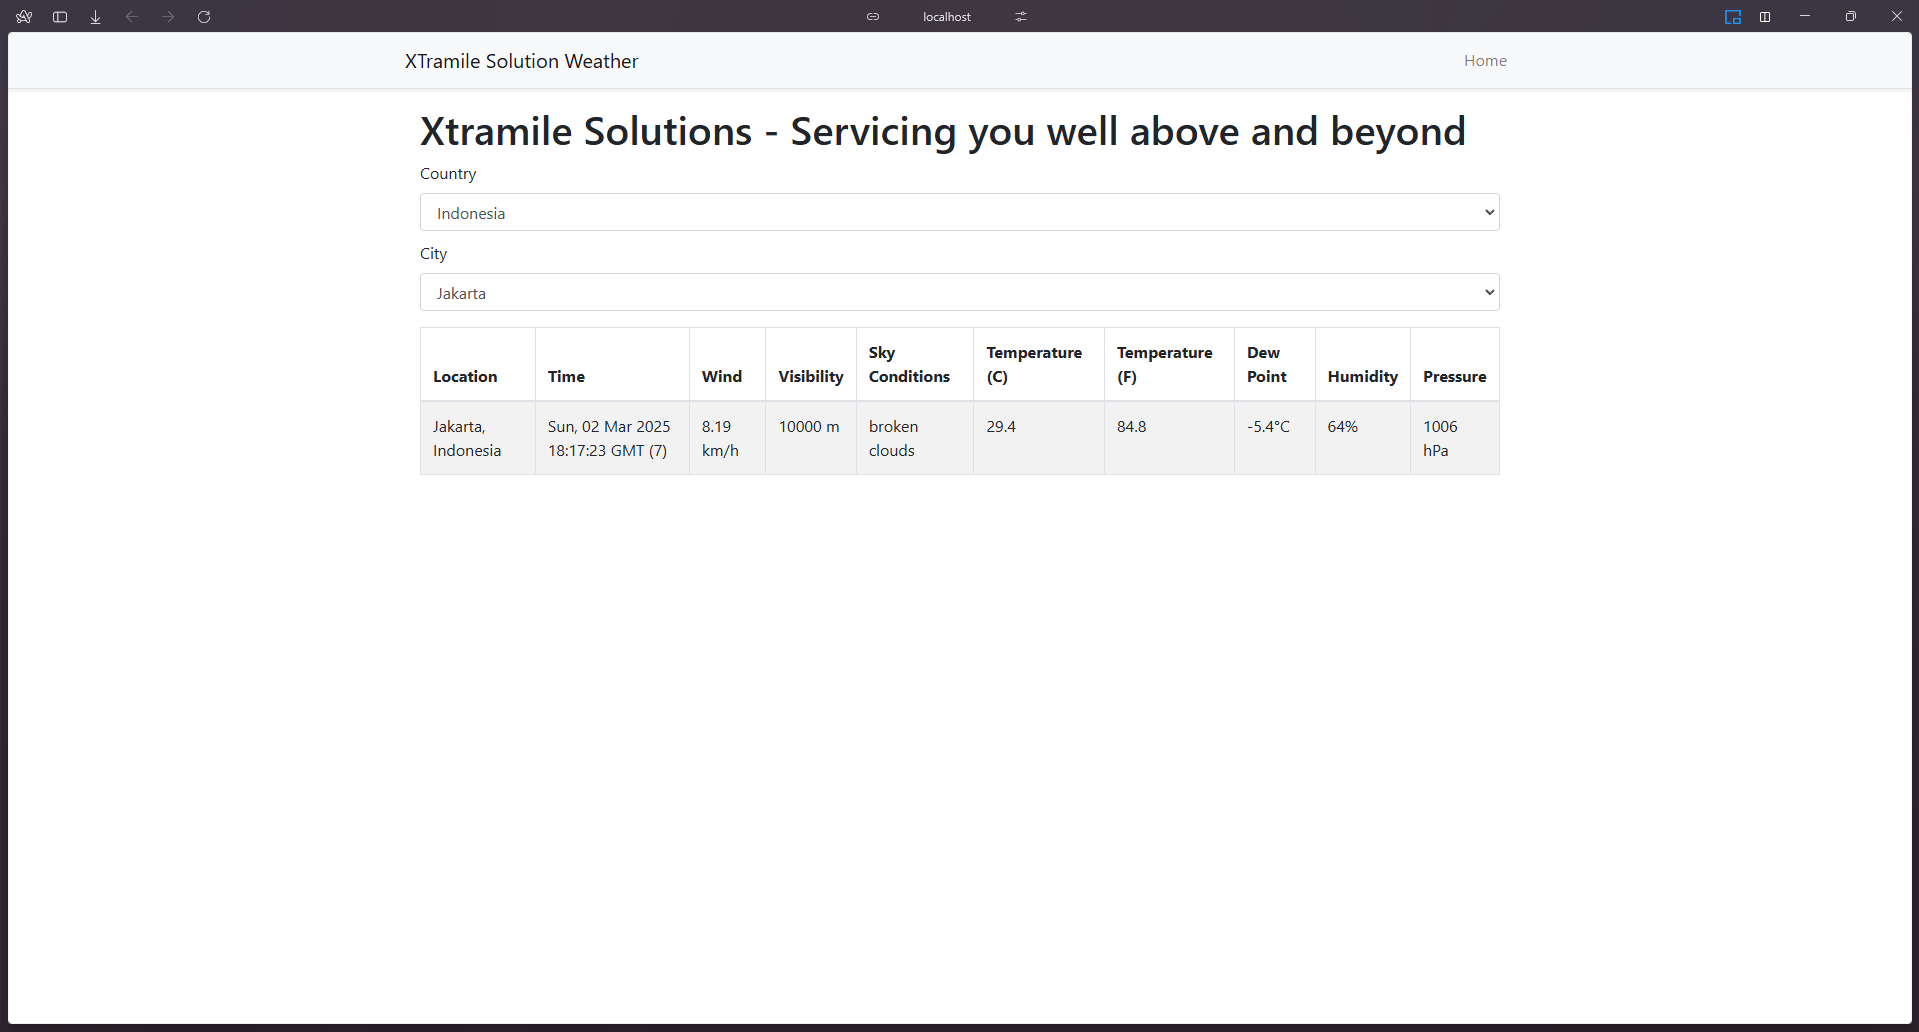 localhost
XTramile Solution Weather
Home
Xtramile Solutions - Servicing you well above and beyond
Country
Indonesia
City
Jakarta
Location
Time
Wind
Visibility
Sky
Conditions
Temperature
(C)
Temperature
(F)
Dew
Point
Humidity
Pressure
Jakarta,
Indonesia
Sun, 02 Mar 2025
18:17:23 GMT (7)
8.19
km/h
10000 m
broken
clouds
29.4
84.8
-5.4°C
64%
1006
hPa